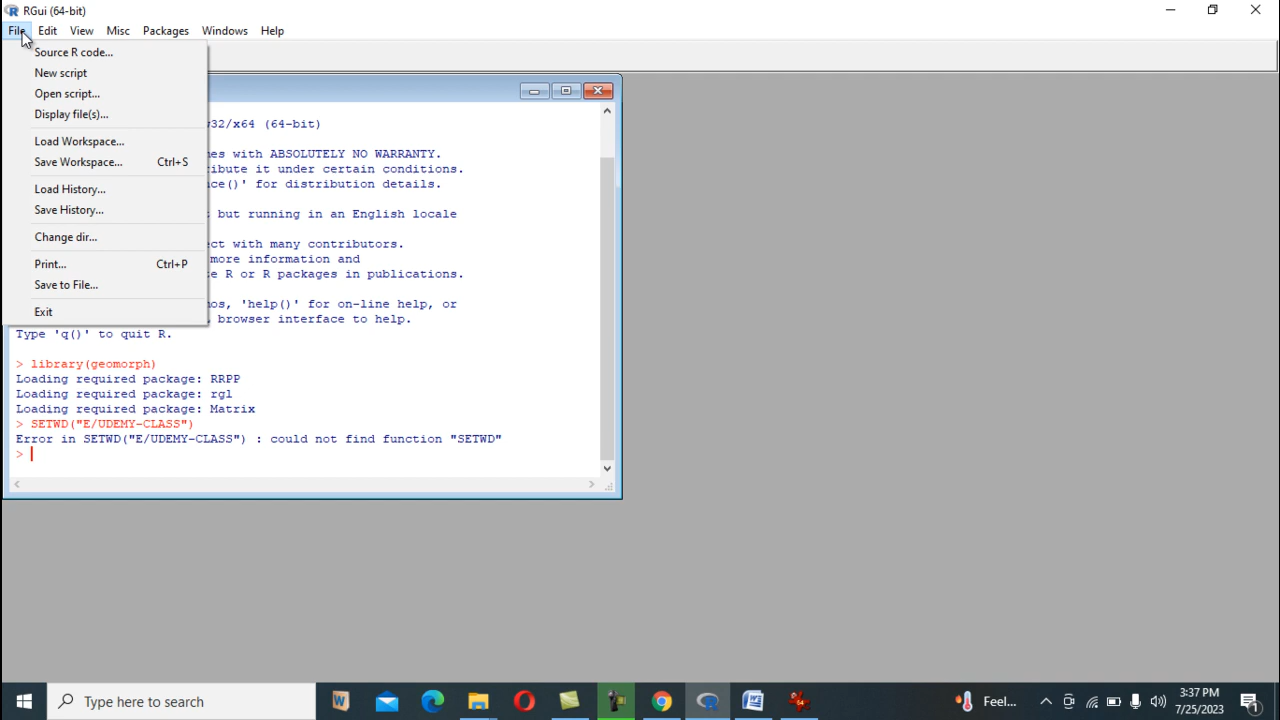 RGui (64-bit)
File Edit View Misc Packages Windows Help
Source R code...
New script
Open script...
Display file(s)...
Load Workspace...
Save Workspace... Ctrl+S
Load History...
Save History...
Change dir...
Print... Ctrl+P
Save to File...
Exit
w32/x64 (64-bit)
mes with ABSOLUTELY NO WARRANTY.
ribute it under certain conditions.
nce()' for distribution details.
but running in an English locale
ect with many contributors.
more information and
e R or R packages in publications.
mos, 'help()' for on-line help, or
browser interface to help.
Type 'q()' to quit R.
> library(geomorph)
Loading required package: RRPP
Loading required package: rgl
Loading required package: Matrix
> SETWD("E/UDEMY-CLASS")
Error in SETWD("E/UDEMY-CLASS") : could not find function "SETWD"
>
Type here to search
Feel...
3:37 PM
7/25/2023
1